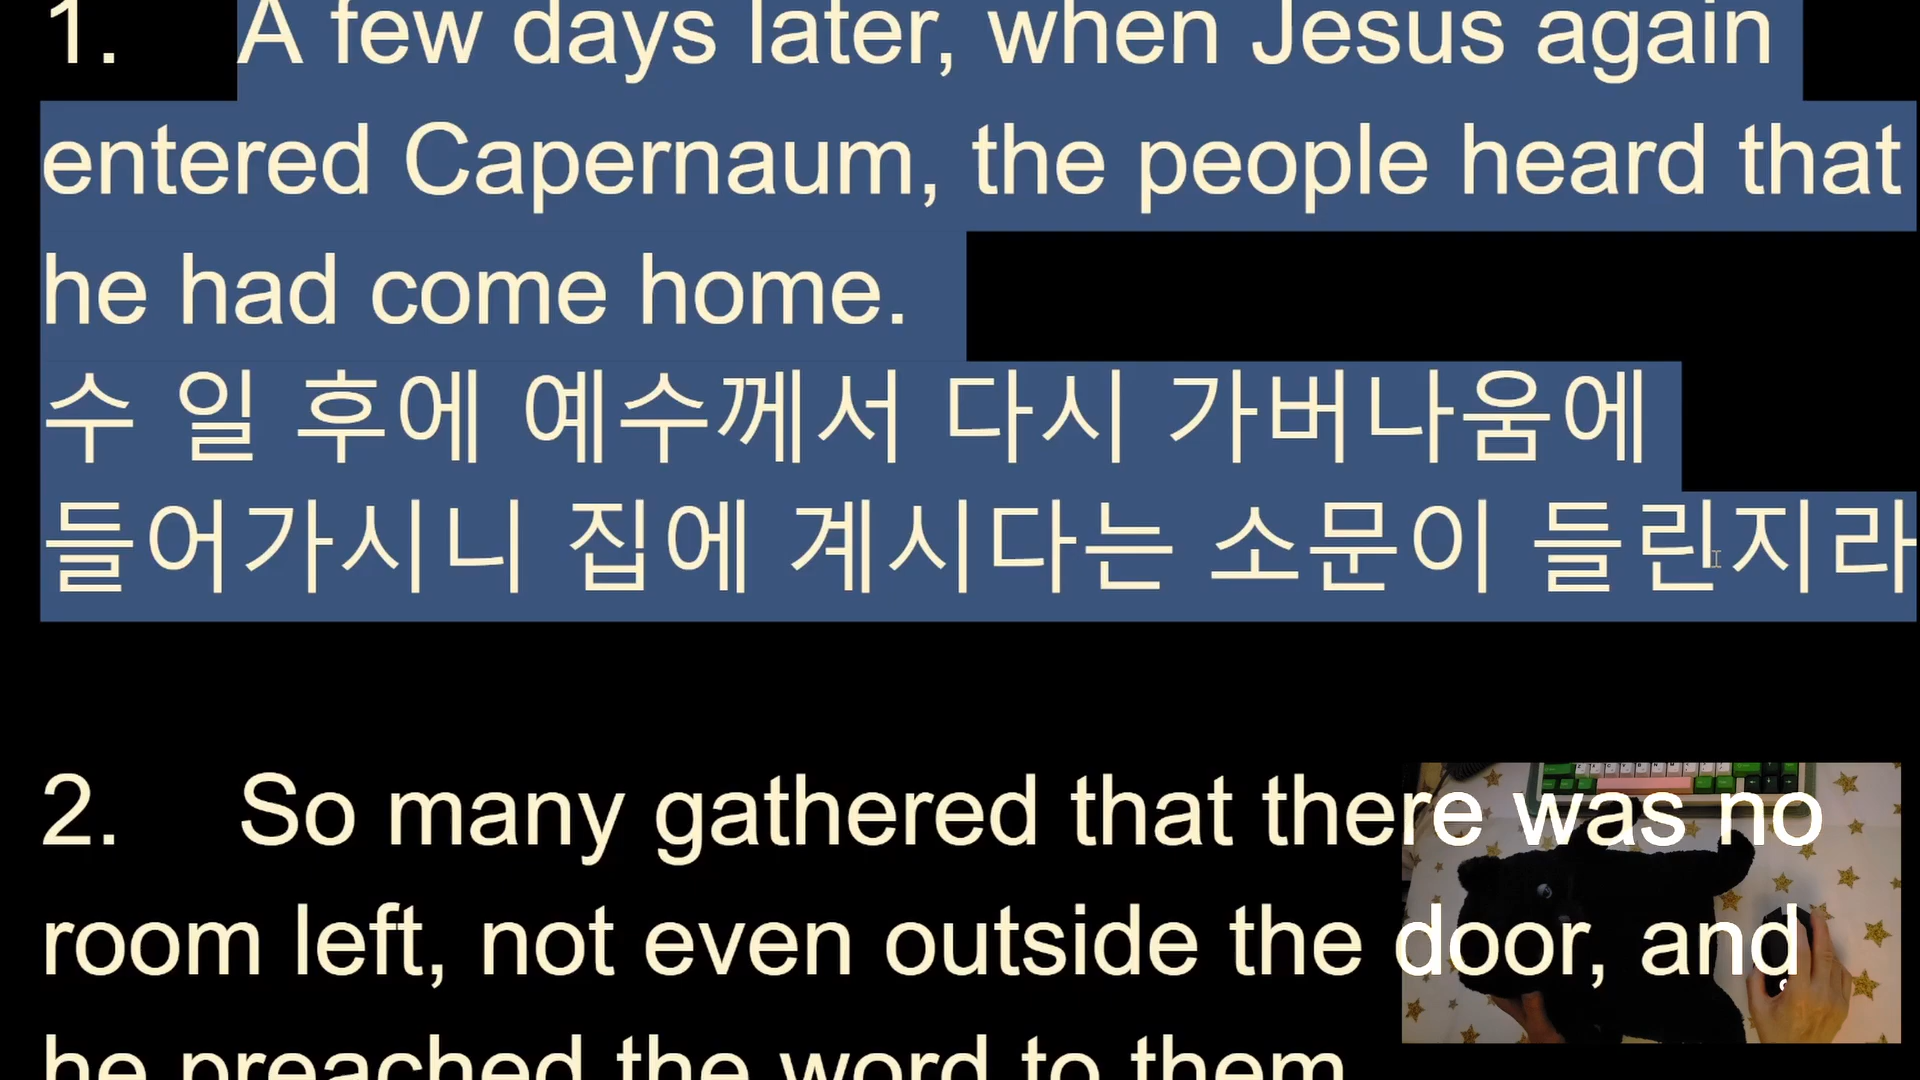 1. A few days later, when Jesus again
entered Capernaum, the people heard that
he had come home.
수 일 후에 예수께서 다시 가버나움에
들어가시니 집에 계시다는 소문이 들린지라
2. So many gathered that there was no
room left, not even outside the door, and
he preached the word to them.